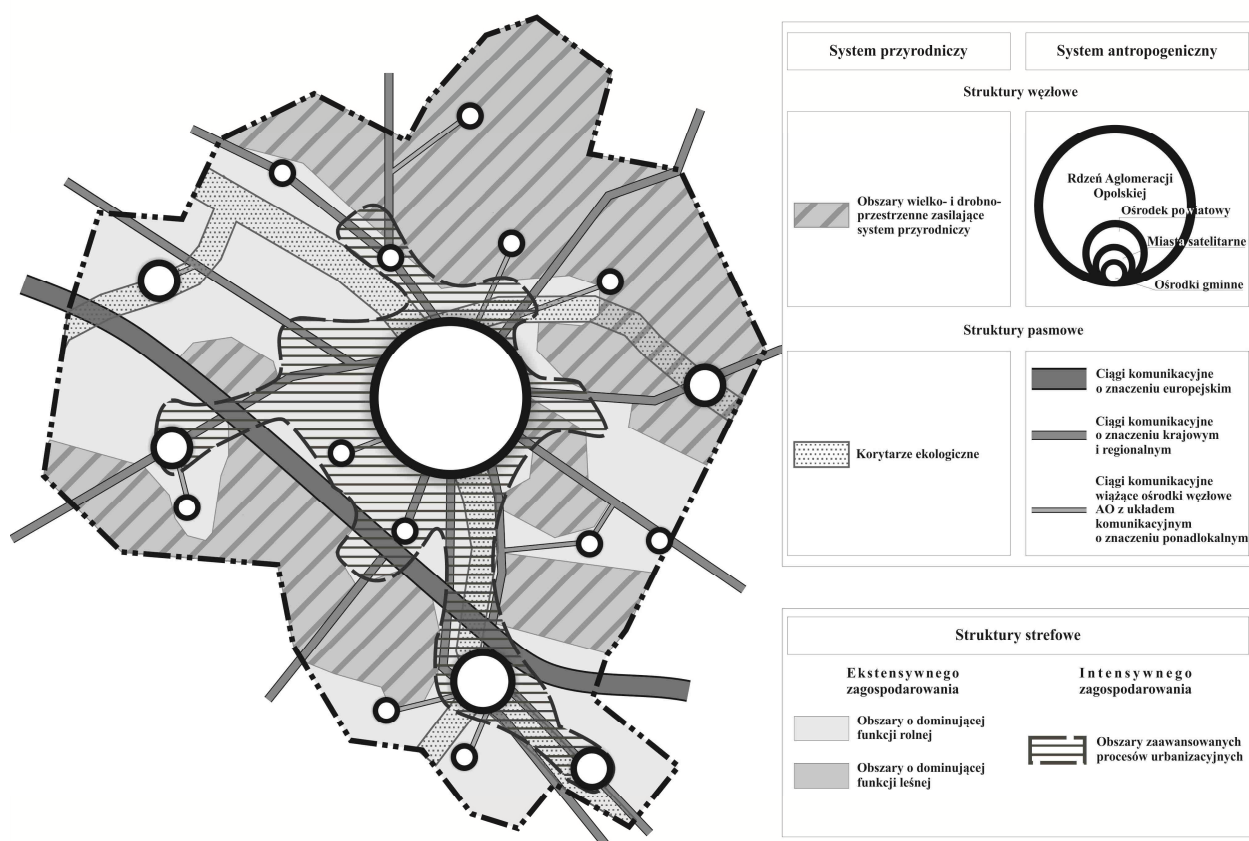 System przyrodniczy
System antropogeniczny
Struktury węzłowe
Obszary wielko- i drobno-
przestrzenne zasilające
system przyrodniczy
Rdzeń Aglomeracji
Opolskiej
Ośrodek powiatowy
Miasta satelitarne
Ośrodki gminne
Struktury pasmowe
Korytarze ekologiczne
Ciągi komunikacyjne
o znaczeniu europejskim
Ciągi komunikacyjne
o znaczeniu krajowym
i regionalnym
Ciągi komunikacyjne
wiążące ośrodki węzłowe
AO z układem
komunikacyjnym
o znaczeniu ponadlokalnym
Struktury strefowe
Ekstensywnego
zagospodarowania
Intensywnego
zagospodarowania
Obszary o dominującej
funkcji rolnej
Obszary o dominującej
funkcji leśnej
Obszary zaawansowanych
procesów urbanizacyjnych